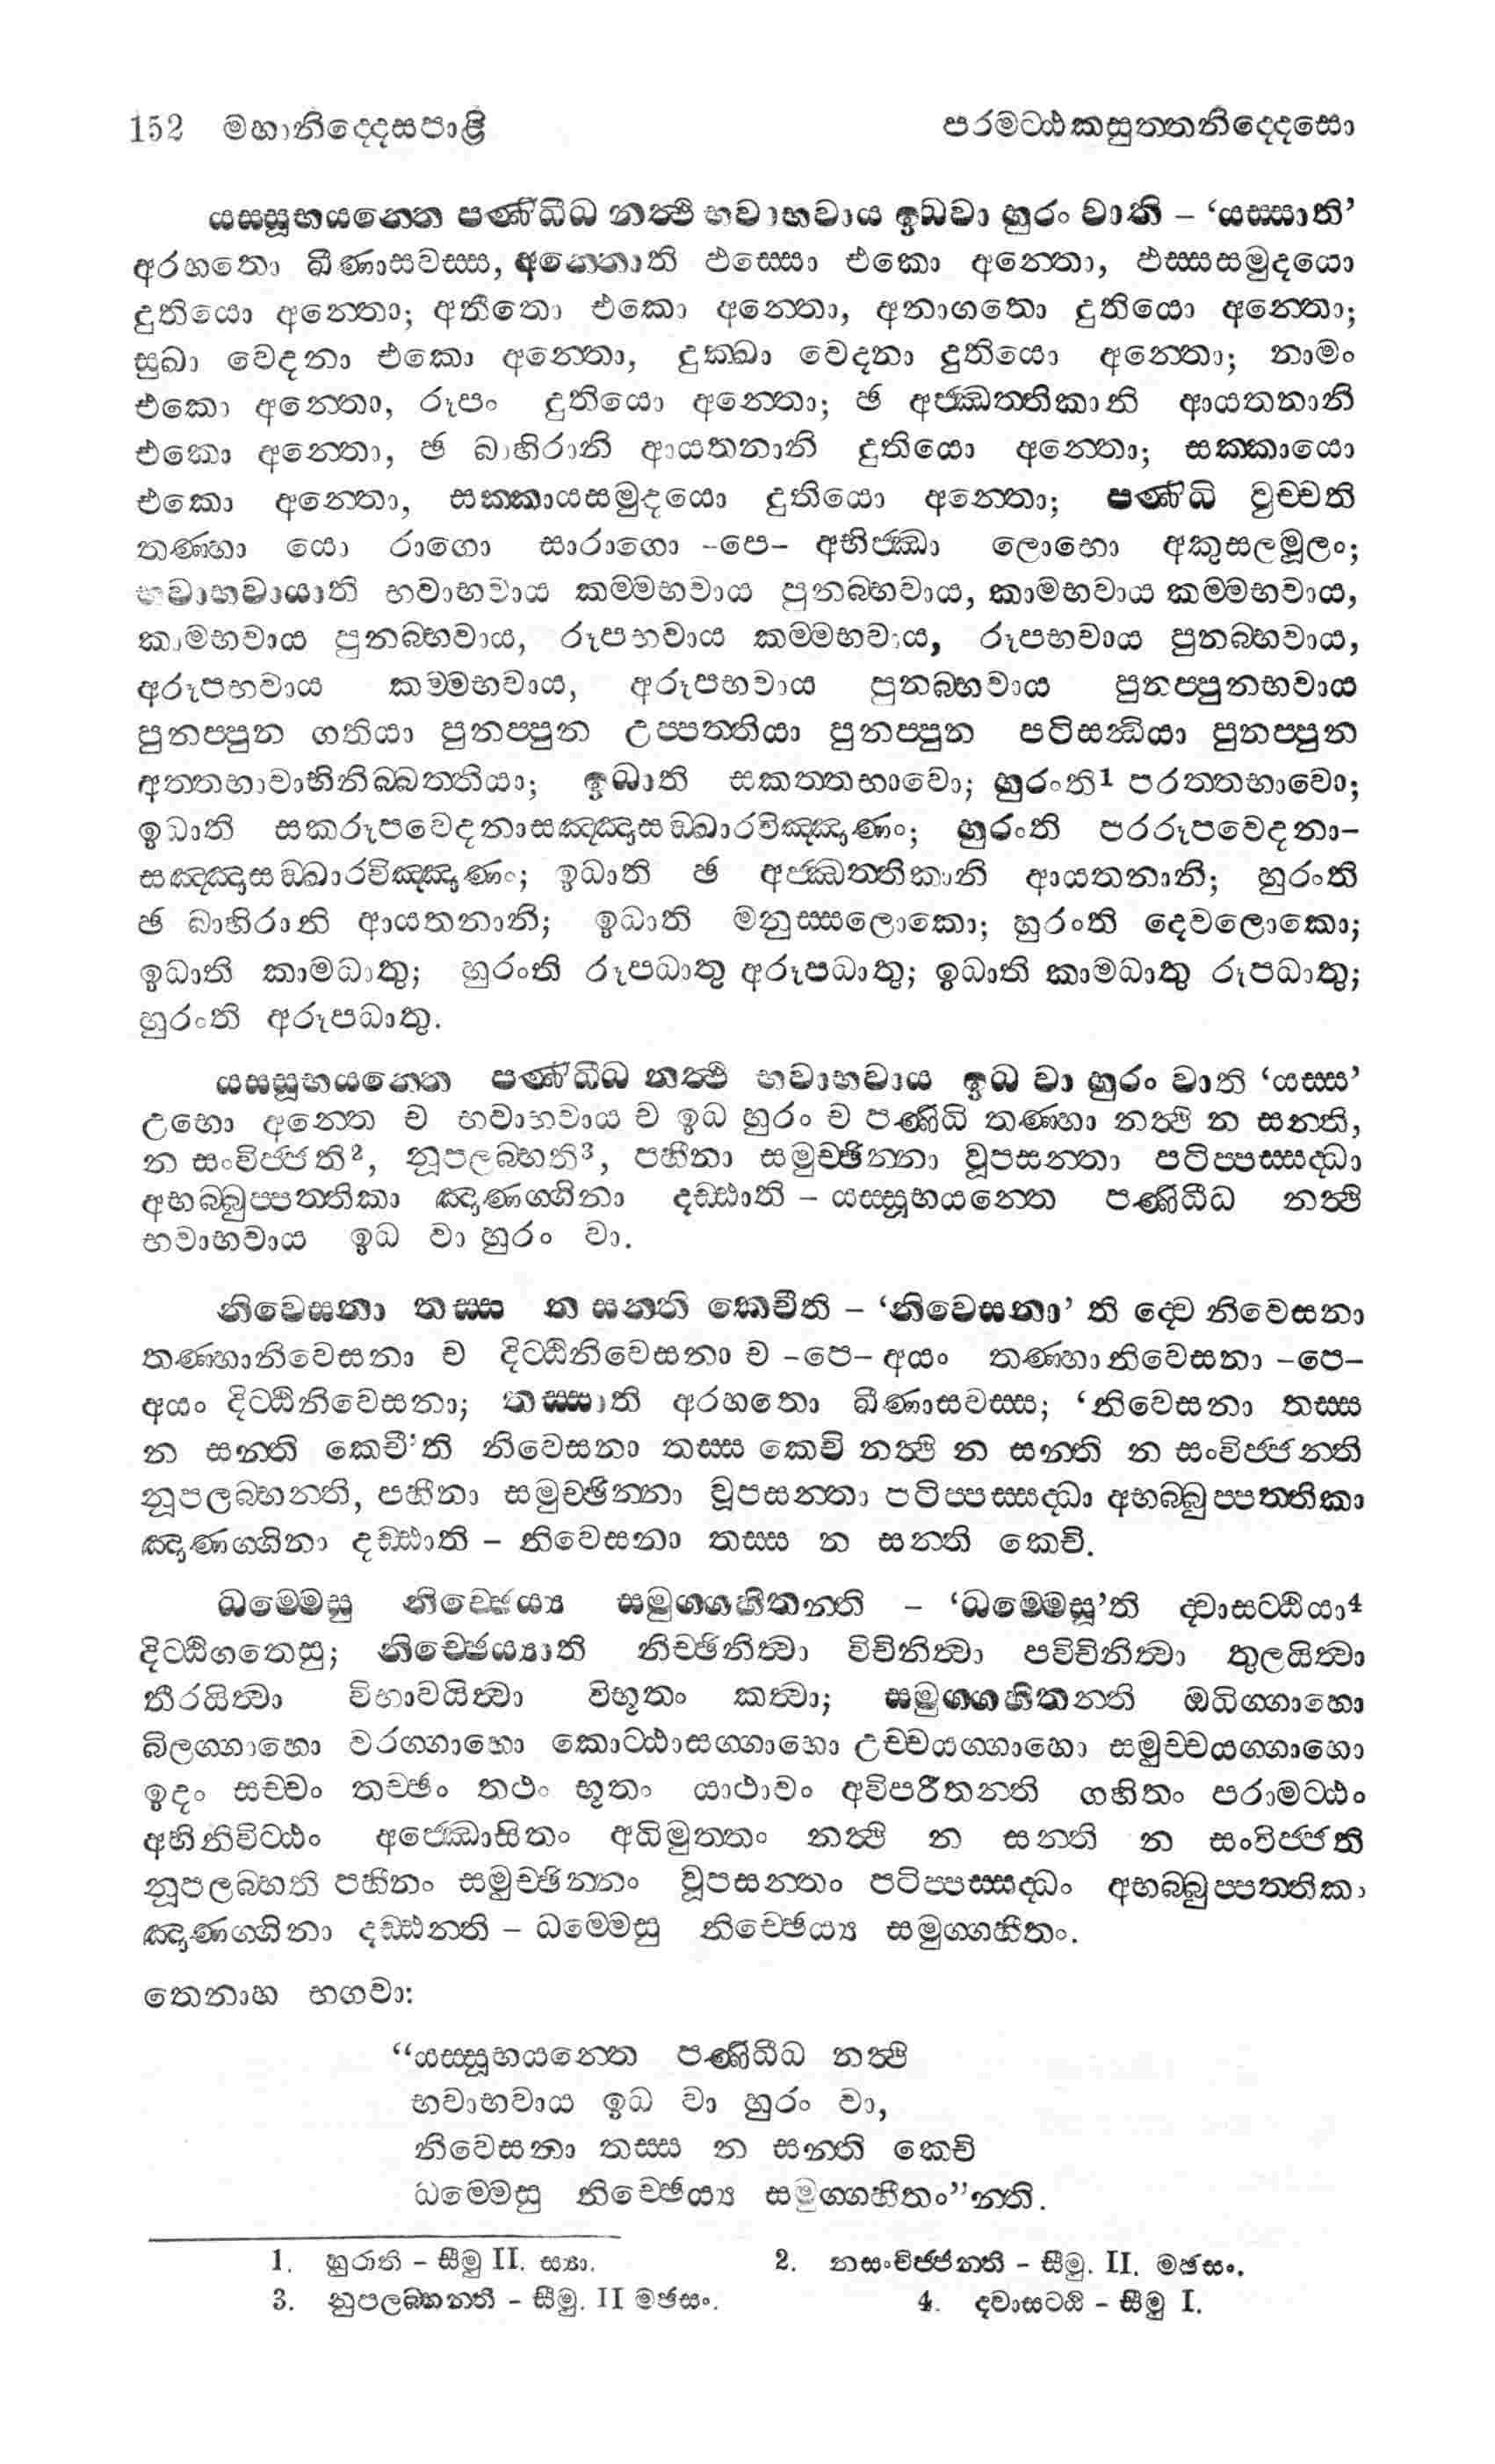 152 මහානිද්දෙසපාළි පරමට්ඨකසුත්තනිද්දෙසො
යස්සූභයන්තෙ පණිධීධ නත්ථි භවාභවාය ඉධවා හුරං වාති – ‘යස්සාති’
අරහතො ඛීණාසවස්ස, අන්තොති ඵස්සො එකො අන්තො, ඵස්සසමුදයො
දුතියො අන්තො; අතීතො එකො අන්තො, අනාගතො දුතියො අන්තො;
සුඛා වෙදනා එකො අන්තො, දුක්ඛා වෙදනා දුතියො අන්තො; නාමං
එකො අන්තො, රූපං දුතියො අන්තො; ඡ අජ්ඣත්තිකානි ආයතනානි
එකො අන්තො, ඡ බාහිරානි ආයතනානි දුතියො අන්තො; සක්කායො
එකො අන්තො, සක්කායසමුදයො දුතියො අන්තො; පණිධි වුච්චති
තණ්හා යො රාගො සාරාගො –පෙ– අභිජ්ඣා ලොභො අකුසලමූලං;
භවාභවායාති භවාභවාය කම්මභවාය පුනබ්භවාය, කාමභවාය කම්මභවාය,
කාමභවාය පුනබ්භවාය, රූපභවාය කම්මභවාය, රූපභවාය පුනබ්භවාය,
අරූපභවාය කම්මභවාය, අරූපභවාය පුනබ්භවාය පුනප්පුනභවාය
පුනප්පුන ගතියා පුනප්පුන උප්පත්තියා පුනප්පුන පටිසන්ධියා පුනප්පුන
අත්තභාවාභිනිබ්බත්තියා; ඉධාති සකත්තභාවො; හුරංති¹ පරත්තභාවො;
ඉධාති සකරූපවෙදනාසඤ්ඤාසඞ්ඛාරවිඤ්ඤාණං; හුරංති පරරූපවෙදනා–
සඤ්ඤාසඞ්ඛාරවිඤ්ඤාණං; ඉධාති ඡ අජ්ඣත්තිකානි ආයතනානි; හුරංති
ඡ බාහිරානි ආයතනානි; ඉධාති මනුස්සලොකො; හුරංති දෙවලොකො;
ඉධාති කාමධාතු; හුරංති රූපධාතු අරූපධාතු; ඉධාති කාමධාතු රූපධාතු;
හුරංති අරූපධාතු.
යස්සූභයන්තෙ පණිධීධ නත්ථි භවාභවාය ඉධ වා හුරං වාති ‘යස්ස’
උභො අන්තෙ ච භවාභවාය ච ඉධ හුරං ච පණිධි තණ්හා නත්ථි න සන්ති,
න සංවිජ්ජති², නූපලබ්භති³, පහීනා සමුච්ඡින්නා වූපසන්තා පටිප්පස්සද්ධා
අභබ්බුප්පත්තිකා ඤාණග්ගිනා දඩ්ඪාති – යස්සූභයන්තෙ පණිධීධ නත්ථි
භවාභවාය ඉධ වා හුරං වා.
නිවෙසනා තස්ස න සන්ති කෙචීති – ‘නිවෙසනා’ ති ද්වෙ නිවෙසනා
තණ්හානිවෙසනා ච දිට්ඨිනිවෙසනා ච –පෙ– අයං තණ්හානිවෙසනා –පෙ–
අයං දිට්ඨිනිවෙසනා; තස්සාති අරහතො ඛීණාසවස්ස; ‘නිවෙසනා තස්ස
න සන්ති කෙචී’ති නිවෙසනා තස්ස කෙචි නත්ථි න සන්ති න සංවිජ්ජන්ති
නූපලබ්භන්ති, පහීනා සමුච්ඡින්නා වූපසන්තා පටිප්පස්සද්ධා අභබ්බුප්පත්තිකා
ඤාණග්ගිනා දඩ්ඪාති – නිවෙසනා තස්ස න සන්ති කෙචි.
ධම්මෙසු නිච්ඡෙය්‍ය සමුග්ගහීතන්ති – ‘ධම්මෙසූ’ති ද්වාසට්ඨියා⁴
දිට්ඨිගතෙසු; නිච්ඡෙය්‍යාති නිච්ඡිනිත්වා විචිනිත්වා පවිචිනිත්වා තුලයිත්වා
තීරයිත්වා විභාවයිත්වා විභූතං කත්වා; සමුග්ගහීතන්ති ඔධිග්ගාහො
බිලග්ගාහො වරග්ගාහො කොට්ඨාසග්ගාහො උච්චයග්ගාහො සමුච්චයග්ගාහො
ඉදං සච්චං තච්ඡං තථං භූතං යාථාවං අවිපරීතන්ති ගහිතං පරාමට්ඨං
අභිනිවිට්ඨං අජ්ඣොසිතං අධිමුත්තං නත්ථි න සන්ති න සංවිජ්ජති
නූපලබ්භති පහීනං සමුච්ඡින්නං වූපසන්තං පටිප්පස්සද්ධං අභබ්බුප්පත්තිකා
ඤාණග්ගිනා දඩ්ඪන්ති – ධම්මෙසු නිච්ඡෙය්‍ය සමුග්ගහීතං.
තෙනාහ භගවා:
“යස්සූභයන්තෙ පණිධීධ නත්ථි
භවාභවාය ඉධ වා හුරං වා,
නිවෙසනා තස්ස න සන්ති කෙචි
ධම්මෙසු නිච්ඡෙය්‍ය සමුග්ගහීතං”න්ති.
1. හුරාති – සීමු II. ස්‍යා. 2. නසංවිජ්ජන්ති – සීමු. II. මඡසං.
3. නුපලබ්භන්ති – සීමු. II මඡසං. 4. ද්වාසට්ඨි – සීමු I.